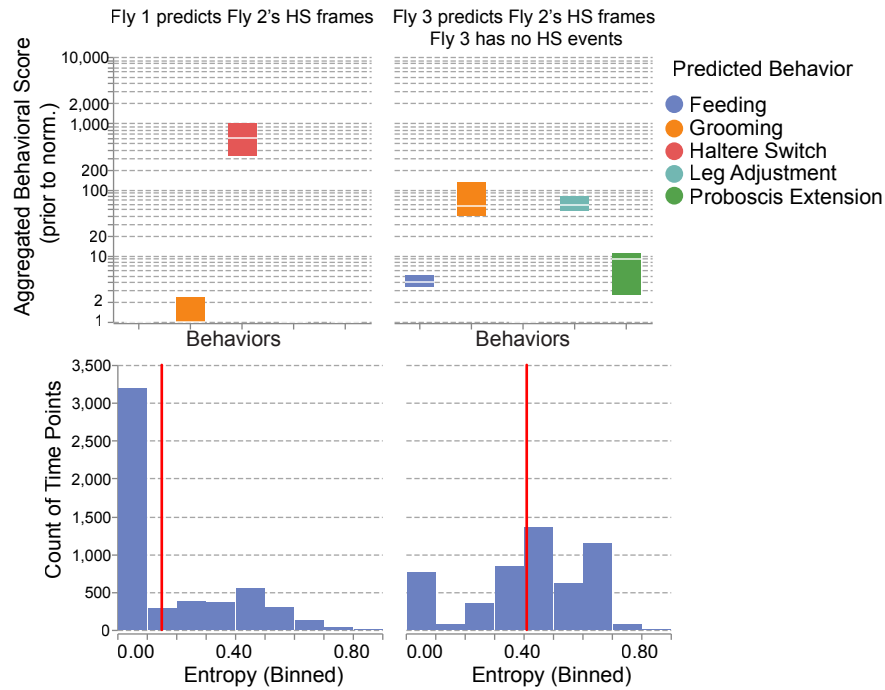 Fly 1 predicts Fly 2's HS frames
Fly 3 predicts Fly 2's HS frames
Fly 3 has no HS events
Aggregated Behavioral Score
(prior to norm.)
10,000
2,000
1,000
200
100
20
10
2
1
Behaviors
Behaviors
Predicted Behavior
Feeding
Grooming
Haltere Switch
Leg Adjustment
Proboscis Extension
Count of Time Points
3,500
3,000
2,500
2,000
1,500
1,000
500
0
0.00 0.40 0.80
Entropy (Binned)
0.00 0.40 0.80
Entropy (Binned)